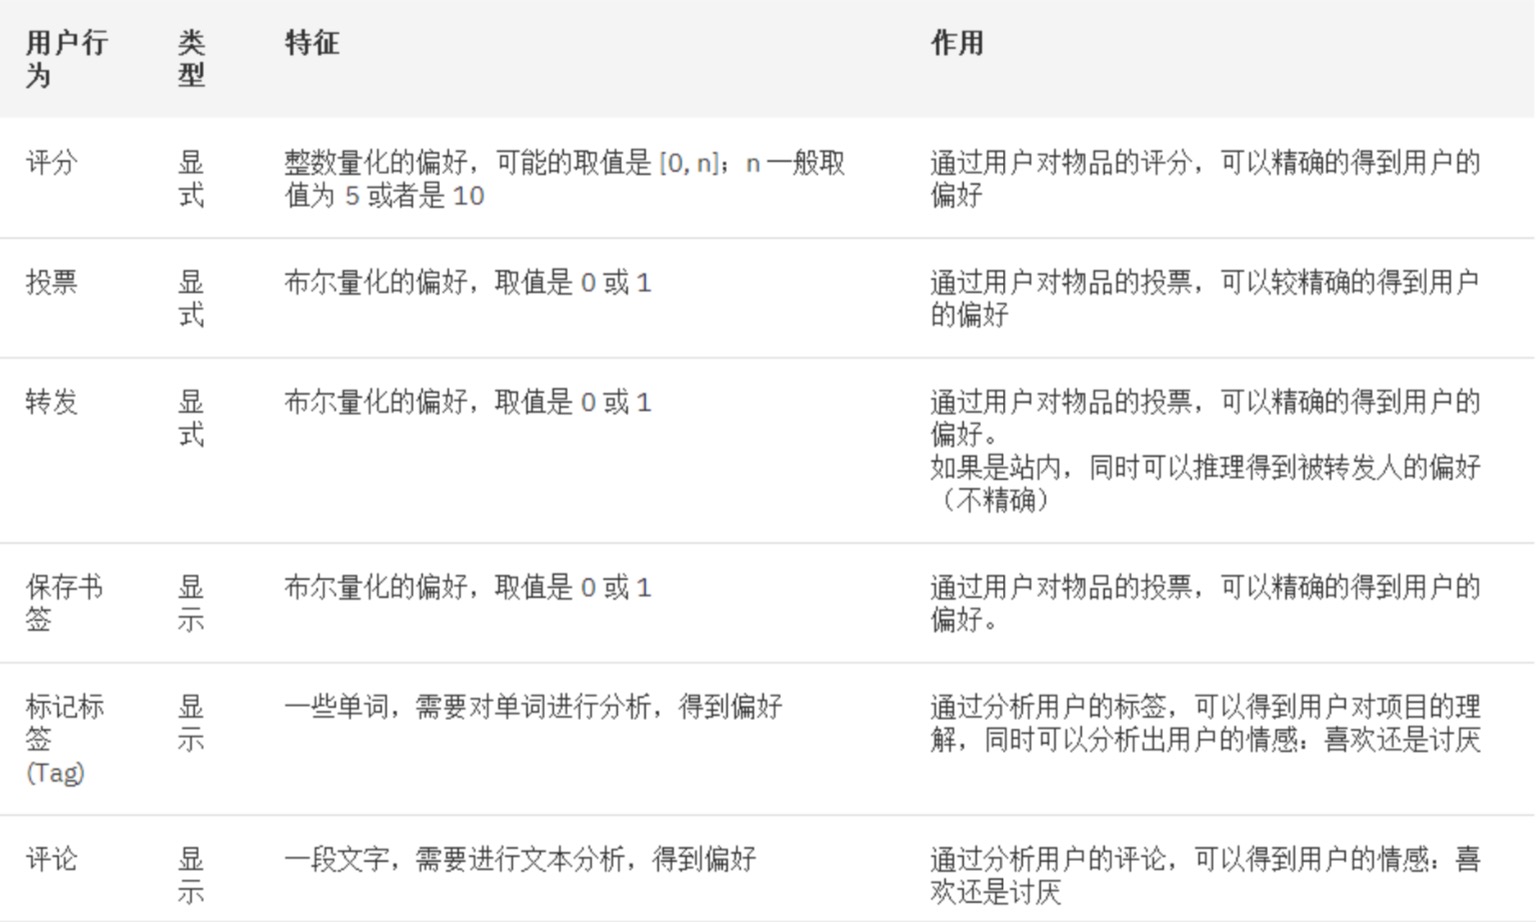 用户行 类 特征 作用
为 型
评分 显 整数量化的偏好，可能的取值是 [0, n]；n 一般取 通过用户对物品的评分，可以精确的得到用户的
式 值为 5 或者是 10 偏好
投票 显 布尔量化的偏好，取值是 0 或 1 通过用户对物品的投票，可以较精确的得到用户
式 的偏好
转发 显 布尔量化的偏好，取值是 0 或 1 通过用户对物品的投票，可以精确的得到用户的
式 偏好。
如果是站内，同时可以推理得到被转发人的偏好
（不精确）
保存书 显 布尔量化的偏好，取值是 0 或 1 通过用户对物品的投票，可以精确的得到用户的
签 示 偏好。
标记标 显 一些单词，需要对单词进行分析，得到偏好 通过分析用户的标签，可以得到用户对项目的理
签 示 解，同时可以分析出用户的情感：喜欢还是讨厌
(Tag)
评论 显 一段文字，需要进行文本分析，得到偏好 通过分析用户的评论，可以得到用户的情感：喜
示 欢还是讨厌